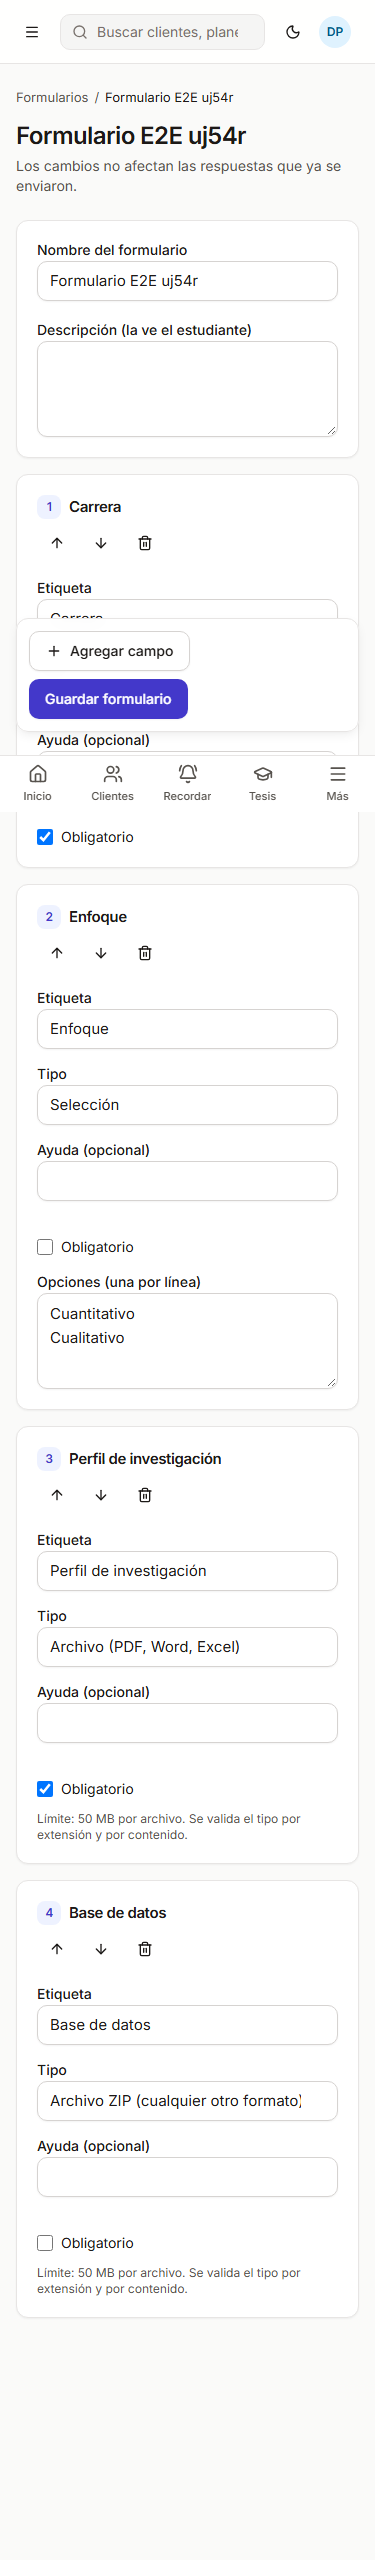 Buscar clientes, plane
DP
Formularios / Formulario E2E uj54r
Formulario E2E uj54r
Los cambios no afectan las respuestas que ya se
enviaron.
Nombre del formulario
Formulario E2E uj54r
Descripción (la ve el estudiante)
1 Carrera
Etiqueta
Carrera
Agregar campo
Guardar formulario
Ayuda (opcional)
Inicio Clientes Recordar Tesis Más
Obligatorio
2 Enfoque
Etiqueta
Enfoque
Tipo
Selección
Ayuda (opcional)
Obligatorio
Opciones (una por línea)
Cuantitativo
Cualitativo
3 Perfil de investigación
Etiqueta
Perfil de investigación
Tipo
Archivo (PDF, Word, Excel)
Ayuda (opcional)
Obligatorio
Límite: 50 MB por archivo. Se valida el tipo por
extensión y por contenido.
4 Base de datos
Etiqueta
Base de datos
Tipo
Archivo ZIP (cualquier otro formato)
Ayuda (opcional)
Obligatorio
Límite: 50 MB por archivo. Se valida el tipo por
extensión y por contenido.